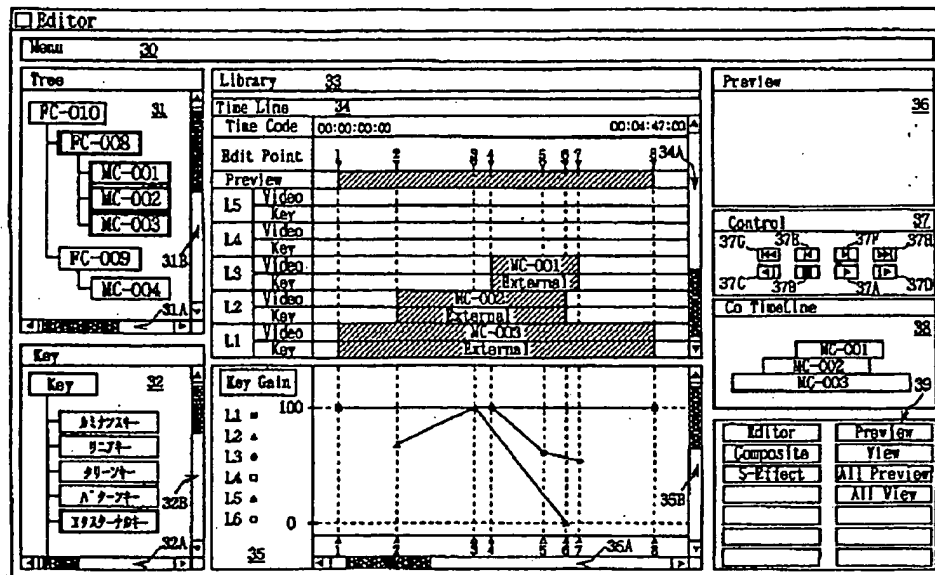 Editor
Menu 30
Tree 31
FC-010
FC-008
MC-001
MC-002
MC-003
FC-009
MC-004
31B
31A
Library 33
Time Line 34
Time Code 00:00:00:00 00:04:47:00
34A
Edit Point 1 2 3 4 5 6 7 8
Preview
L5 Video
Key
L4 Video
Key
L3 Video MC-001
Key External
L2 Video MC-002
Key External
L1 Video MC-003
Key External
Preview
36
Control 37
37G 37E 37F 37H
37C 37B 37A 37D
Co TimeLine
38
MC-001
MC-002
MC-003
39
Key
Key 32
ルミナンスキー
リニアキー
クリーンキー
パターンキー
エクスターナルキー
32B
32A
Key Gain
L1
L2
L3
L4
L5
L6
100
0
35
35B
35A
1 2 3 4 5 6 7 8
Editor Preview
Composite View
S-Effect All Preview
All View